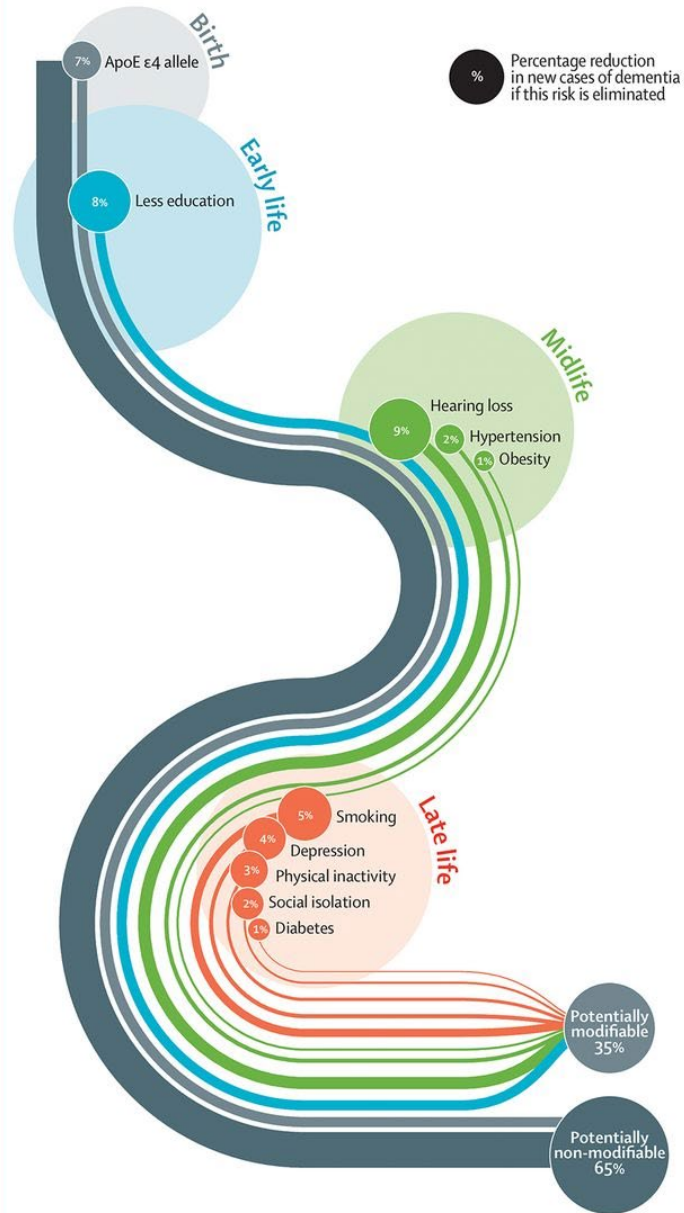 Birth
7%
ApoE ε4 allele
%
Percentage reduction
in new cases of dementia
if this risk is eliminated
Early life
8%
Less education
Midlife
Hearing loss
9%
2%
Hypertension
1%
Obesity
Late life
5%
Smoking
4%
Depression
3%
Physical inactivity
2%
Social isolation
1%
Diabetes
Potentially
modifiable
35%
Potentially
non-modifiable
65%